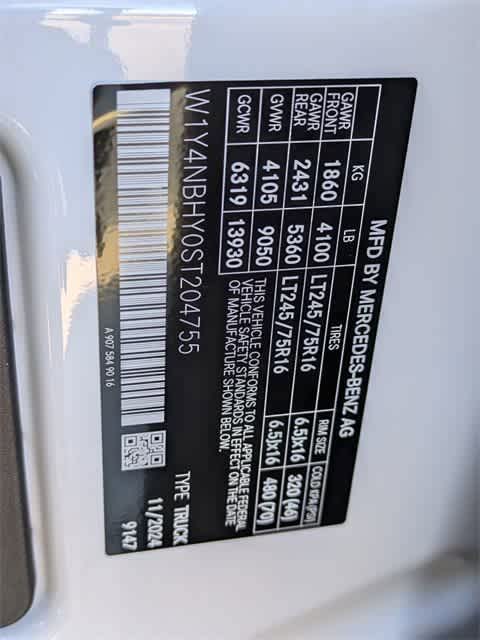 MFD BY MERCEDES-BENZ AG
KG LB TIRES RIM SIZE COLD KPA(PSI)
GAWR FRONT 1860 4100 LT245/75R16 6.5Jx16 320(46)
GAWR REAR 2431 5360 LT245/75R16 6.5Jx16 480(70)
GVWR 4105 9050
GCWR 6319 13930
THIS VEHICLE CONFORMS TO ALL APPLICABLE FEDERAL
VEHICLE SAFETY STANDARDS IN EFFECT ON THE DATE
OF MANUFACTURE SHOWN BELOW.
W1Y4NBHY0ST204755
TYPE TRUCK
11/2024
9147
A 907 584 90 16